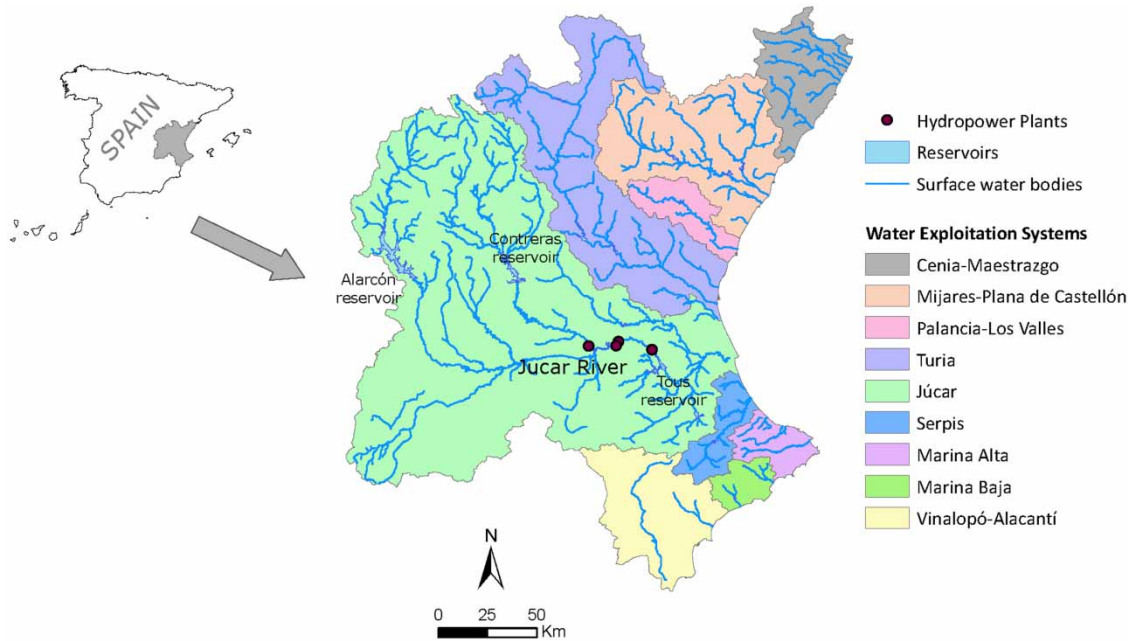 SPAIN
Alarcón
reservoir
Contreras
reservoir
Jucar River
Tous
reservoir
N
0 25 50
Km
Hydropower Plants
Reservoirs
Surface water bodies
Water Exploitation Systems
Cenia-Maestrazgo
Mijares-Plana de Castellón
Palancia-Los Valles
Turia
Júcar
Serpis
Marina Alta
Marina Baja
Vinalopó-Alacantí